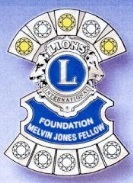 LIONS
L
INTERNATIONAL
FOUNDATION
MELVIN JONES FELLOW